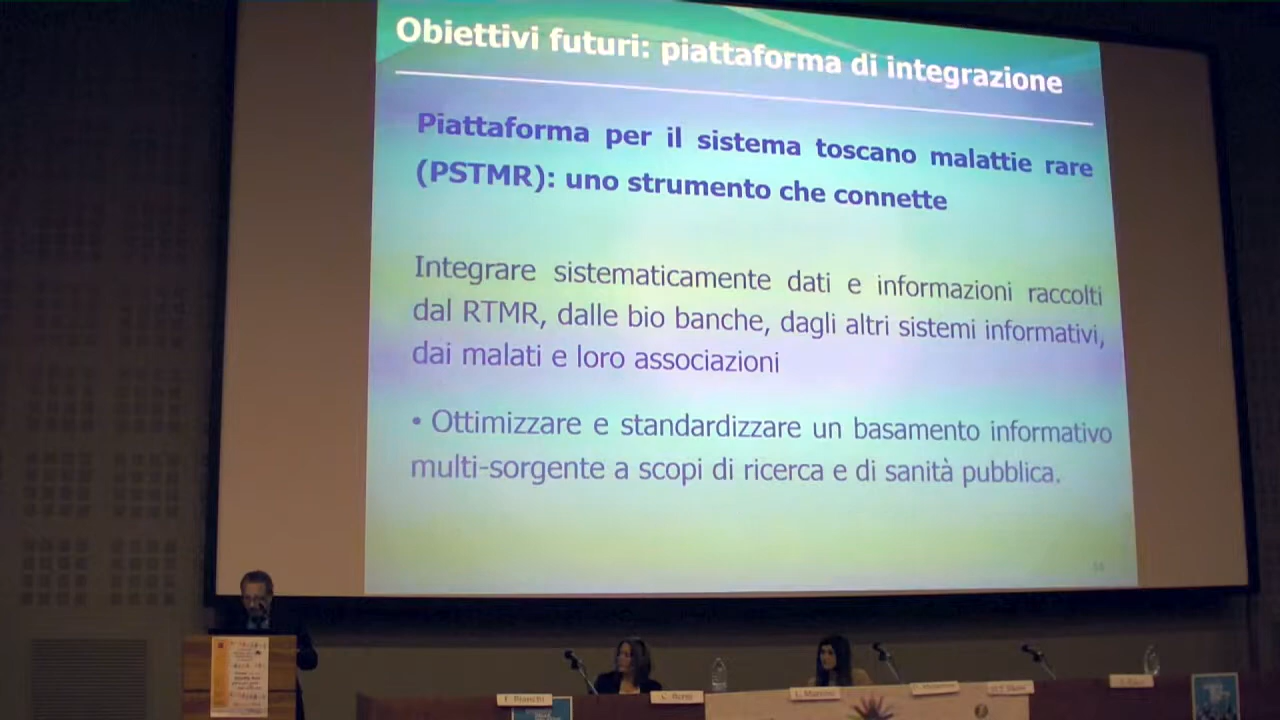 Obiettivi futuri: piattaforma di integrazione
Piattaforma per il sistema toscano malattie rare
(PSTMR): uno strumento che connette
Integrare sistematicamente dati e informazioni raccolti
dal RTMR, dalle bio banche, dagli altri sistemi informativi,
dai malati e loro associazioni
• Ottimizzare e standardizzare un basamento informativo
multi-sorgente a scopi di ricerca e di sanità pubblica.
F. Bianchi